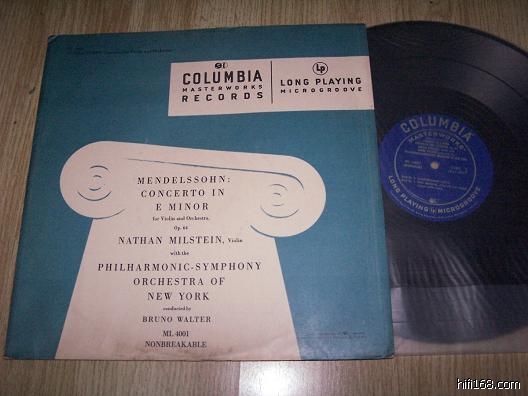 COLUMBIA
MASTERWORKS
RECORDS
Lp
LONG PLAYING
MICROGROOVE
MENDELSSOHN:
CONCERTO IN
E MINOR
for Violin and Orchestra,
Op. 64
NATHAN MILSTEIN, Violin
with the
PHILHARMONIC-SYMPHONY
ORCHESTRA OF
NEW YORK
conducted by
BRUNO WALTER
ML 4001
NONBREAKABLE
COLUMBIA
MASTERWORKS
LONG PLAYING Lp MICROGROOVE
hifi168.com